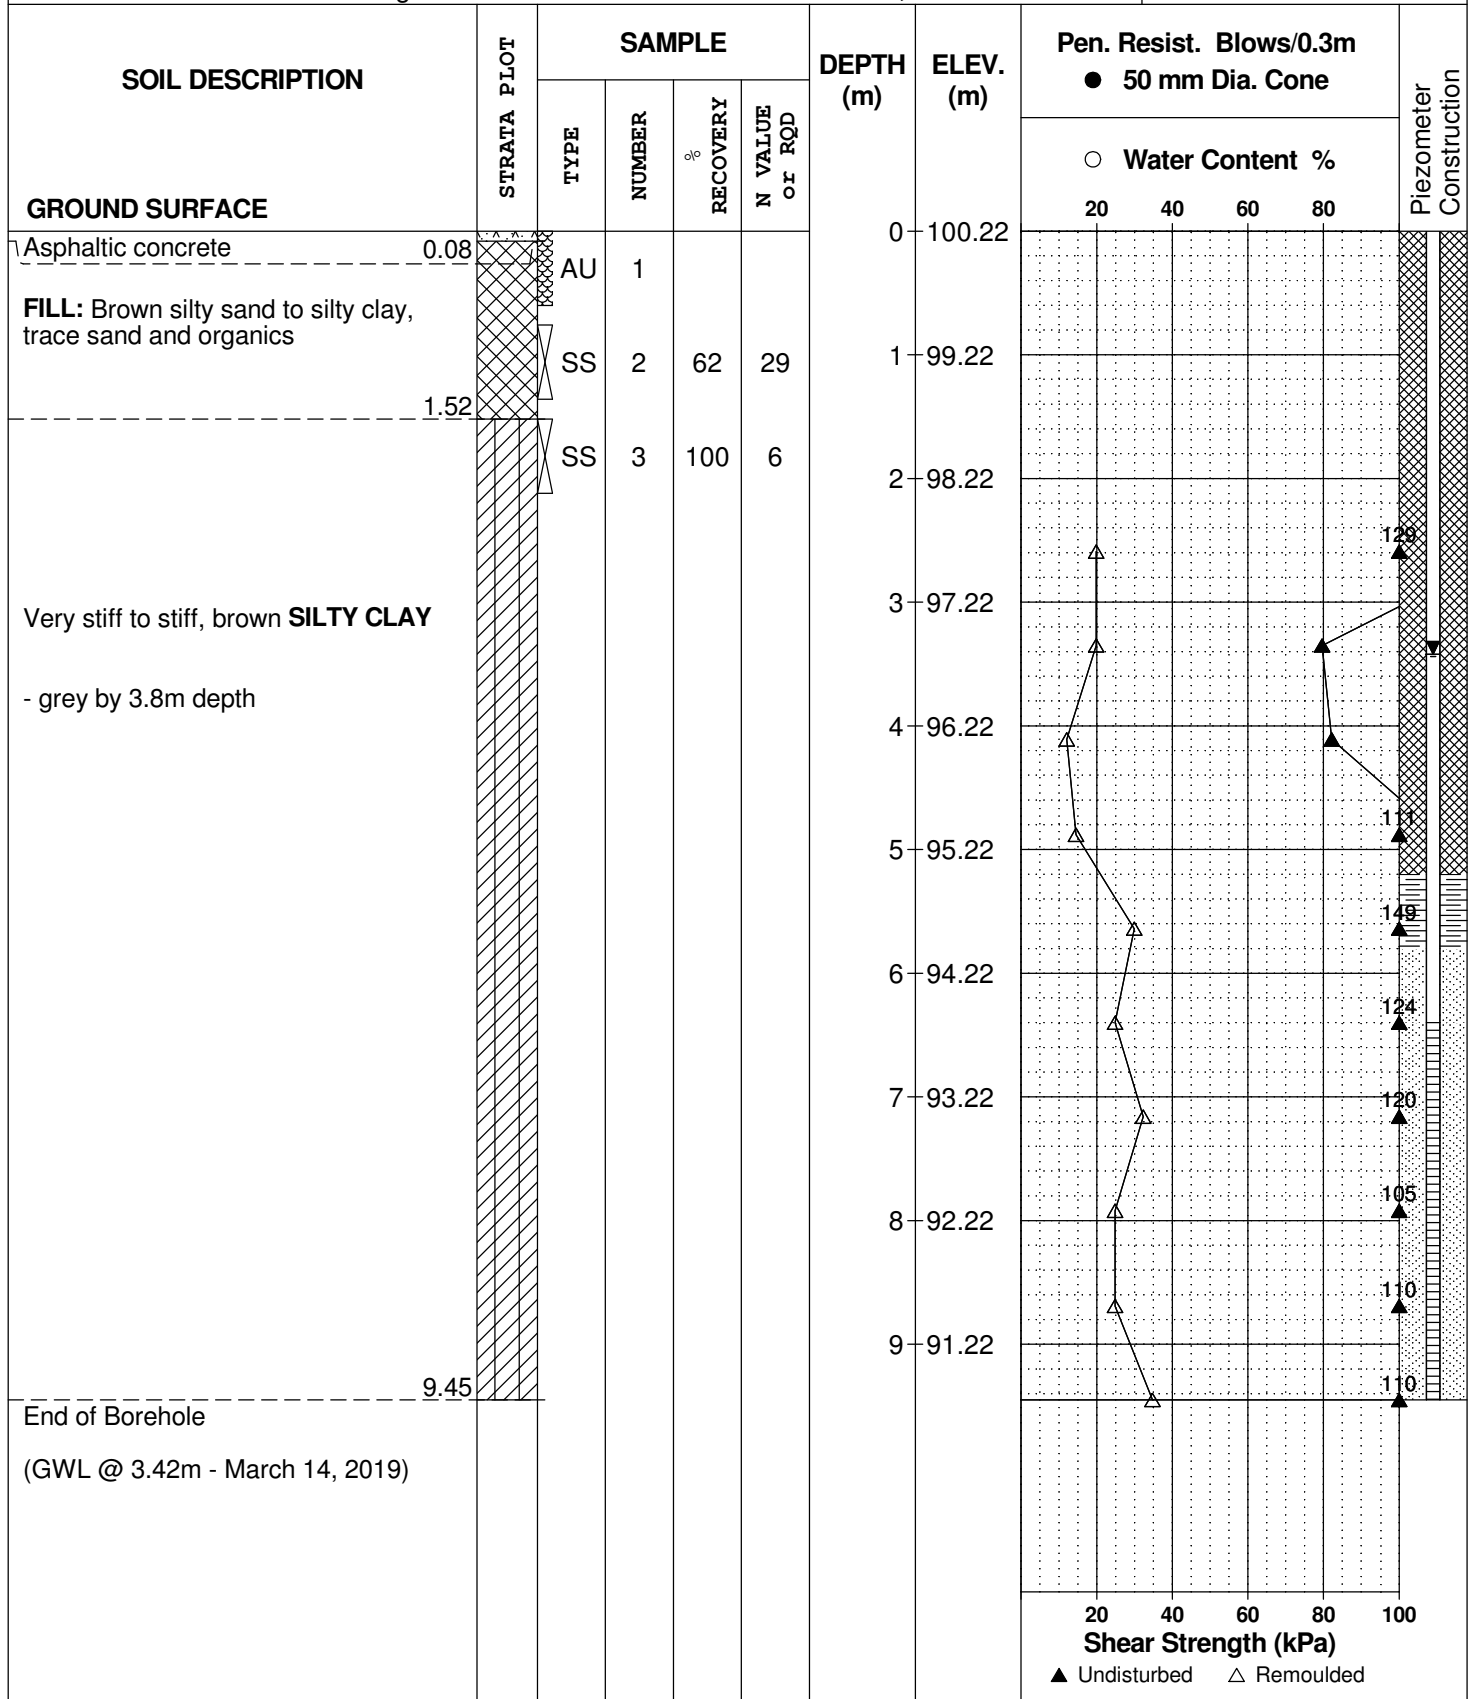 SOIL DESCRIPTION
GROUND SURFACE
STRATA PLOT
SAMPLE
TYPE
NUMBER
% RECOVERY
N VALUE
or RQD
DEPTH
(m)
ELEV.
(m)
Pen. Resist. Blows/0.3m
● 50 mm Dia. Cone
○ Water Content %
20 40 60 80
Piezometer
Construction
0 100.22
Asphaltic concrete 0.08
AU 1
FILL: Brown silty sand to silty clay,
trace sand and organics
SS 2 62 29
1 99.22
1.52
SS 3 100 6
2 98.22
129
3 97.22
Very stiff to stiff, brown SILTY CLAY
- grey by 3.8m depth
4 96.22
111
5 95.22
149
6 94.22
124
7 93.22
120
105
8 92.22
110
9 91.22
9.45
110
End of Borehole
(GWL @ 3.42m - March 14, 2019)
20 40 60 80 100
Shear Strength (kPa)
▲ Undisturbed △ Remoulded